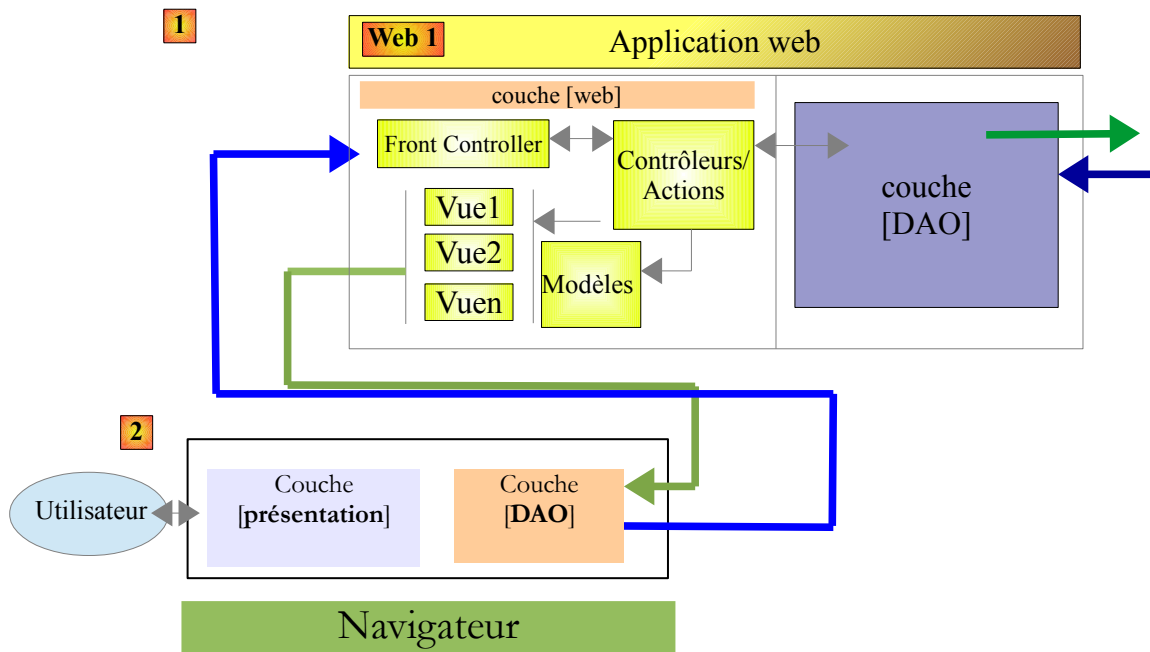 1
Web 1
Application web
couche [web]
Front Controller
Contrôleurs/
Actions
couche
[DAO]
Vue1
Vue2
Vuen
Modèles
2
Utilisateur
Couche
[présentation]
Couche
[DAO]
Navigateur